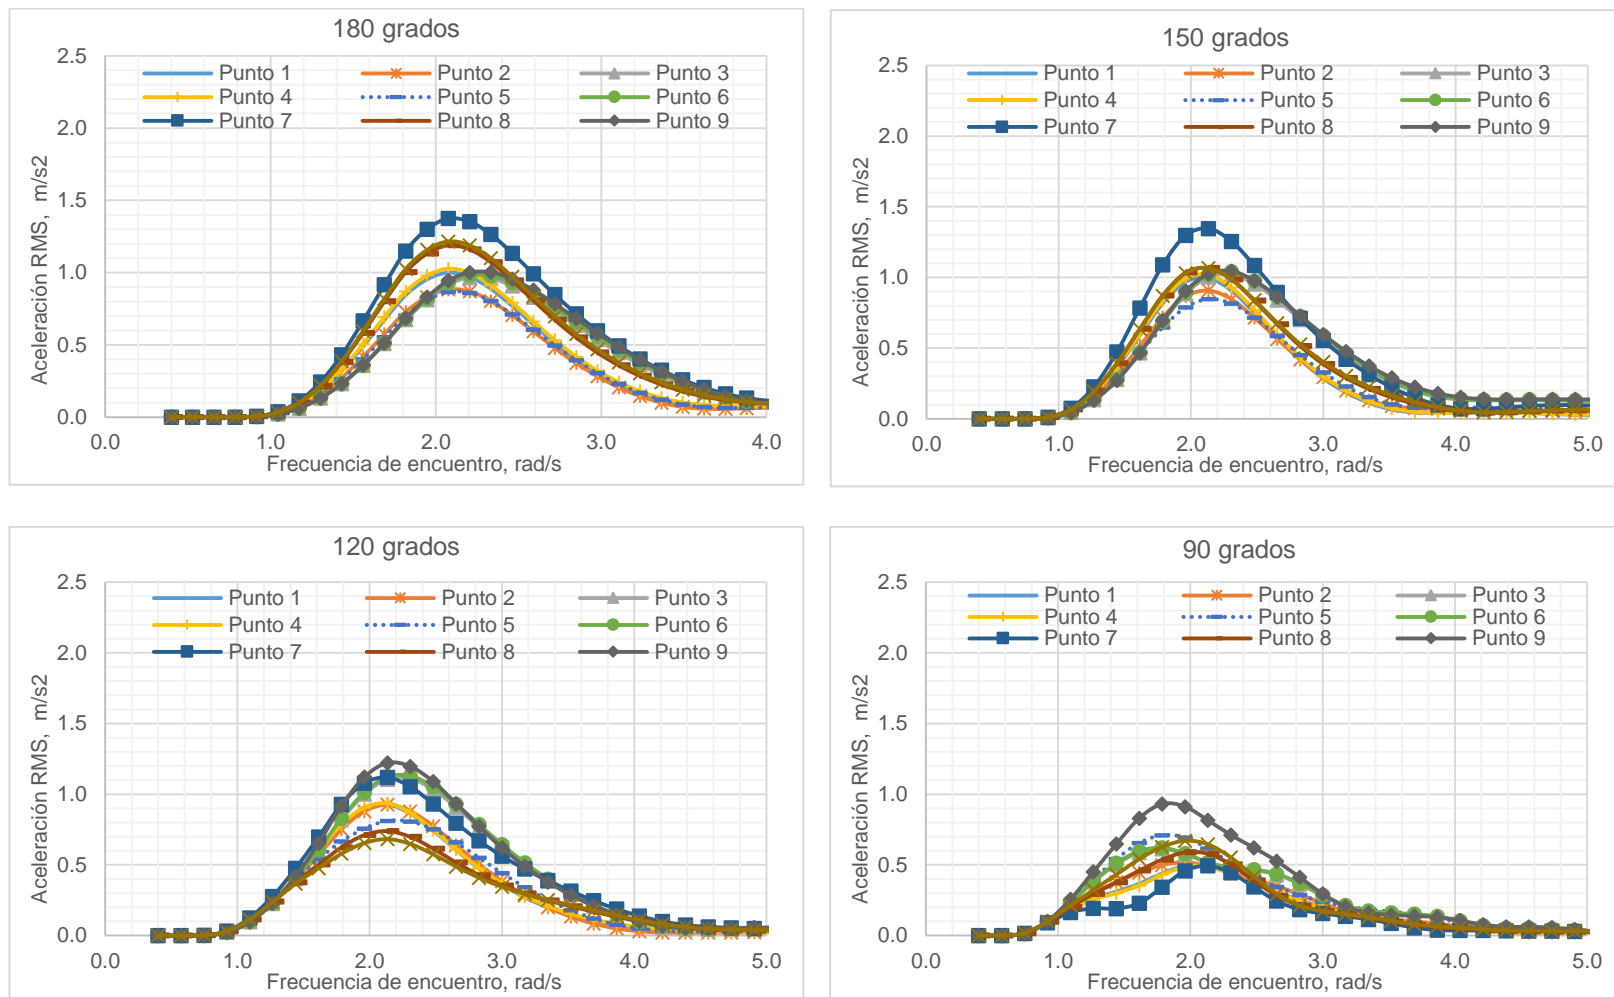 180 grados
2.5
Punto 1 Punto 2 Punto 3
Punto 4 Punto 5 Punto 6
2.0
Punto 7 Punto 8 Punto 9
1.5
1.0
0.5
0.0
Aceleración RMS, m/s2
0.0 1.0 2.0 3.0 4.0
Frecuencia de encuentro, rad/s
150 grados
2.5
Punto 1 Punto 2 Punto 3
Punto 4 Punto 5 Punto 6
2.0
Punto 7 Punto 8 Punto 9
1.5
1.0
0.5
0.0
Aceleración RMS, m/s2
0.0 1.0 2.0 3.0 4.0 5.0
Frecuencia de encuentro, rad/s
120 grados
2.5
Punto 1 Punto 2 Punto 3
Punto 4 Punto 5 Punto 6
2.0
Punto 7 Punto 8 Punto 9
1.5
1.0
0.5
0.0
Aceleración RMS, m/s2
0.0 1.0 2.0 3.0 4.0 5.0
Frecuencia de encuentro, rad/s
90 grados
2.5
Punto 1 Punto 2 Punto 3
Punto 4 Punto 5 Punto 6
2.0
Punto 7 Punto 8 Punto 9
1.5
1.0
0.5
0.0
Aceleración RMS, m/s2
0.0 1.0 2.0 3.0 4.0 5.0
Frecuencia de encuentro, rad/s